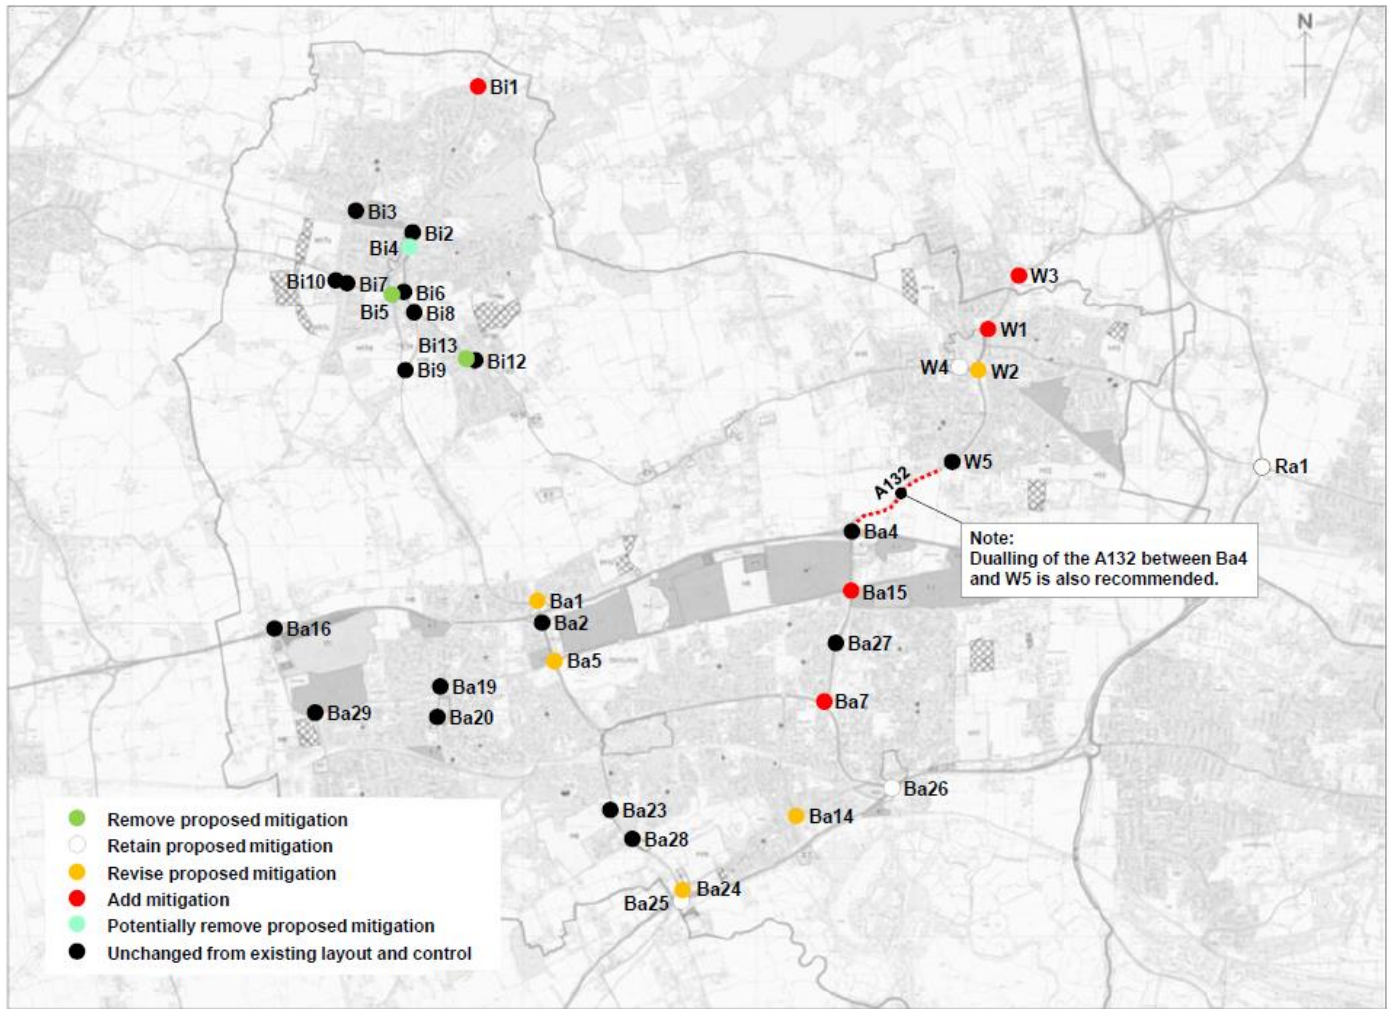 N
Bi1
Bi3
Bi2
Bi4
Bi10
Bi7
Bi6
Bi5
Bi8
Bi13
Bi12
Bi9
W3
W1
W4
W2
W5
Ra1
A132
Ba4
Note:
Dualling of the A132 between Ba4
and W5 is also recommended.
Ba15
Ba1
Ba2
Ba16
Ba27
Ba5
Ba19
Ba7
Ba29
Ba20
Ba26
Ba23
Ba14
Ba28
Ba24
Ba25
Remove proposed mitigation
Retain proposed mitigation
Revise proposed mitigation
Add mitigation
Potentially remove proposed mitigation
Unchanged from existing layout and control